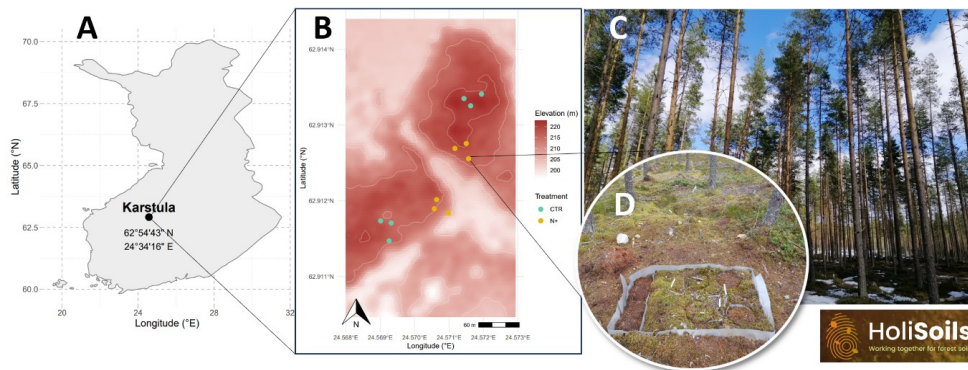 A
70.0
67.5
65.0
62.5
60.0
Latitude (°N)
Karstula
62°54'43" N
24°34'16" E
20
24
28
32
Longitude (°E)
B
62.914°N
62.913°N
62.912°N
62.911°N
Latitude (°N)
N
60 m
24.568°E
24.569°E
24.570°E
24.571°E
24.572°E
24.573°E
Longitude (°E)
Elevation (m)
220
215
210
205
200
Treatment
CTR
N+
C
D
HoliSoils
Working together for forest soil